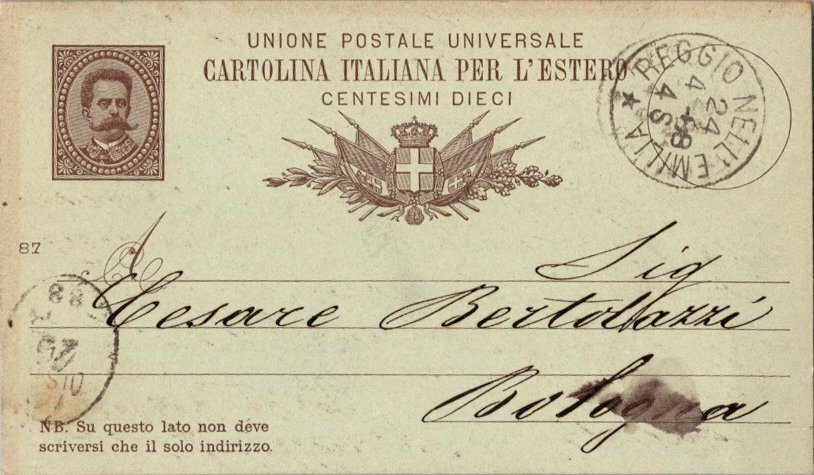 UNIONE POSTALE UNIVERSALE
CARTOLINA ITALIANA PER L'ESTERO
CENTESIMI DIECI
REGGIO NELL'EMILIA
24
4 S
87
A
Sig
Cesare Bertolazzi
Bologna
88
NB. Su questo lato non deve
scriversi che il solo indirizzo.